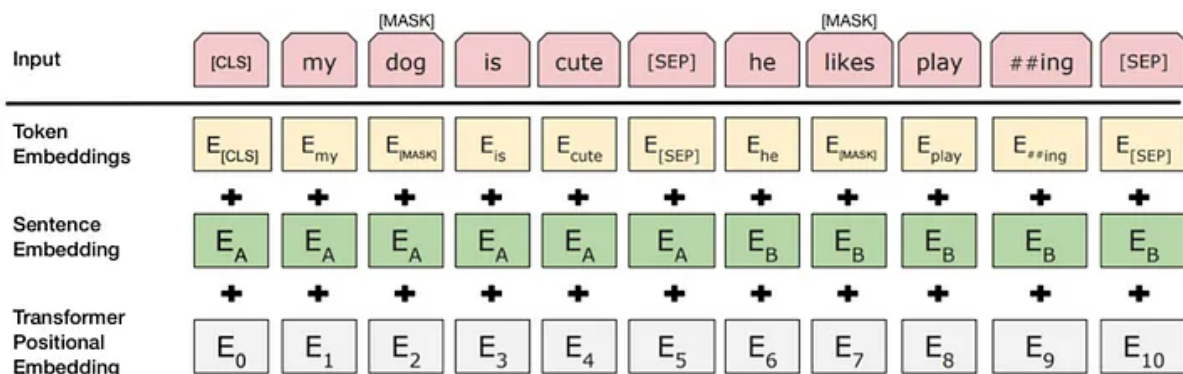 [MASK] [MASK]
Input [CLS] my dog is cute [SEP] he likes play ##ing [SEP]
Token
Embeddings
E[CLS] Emy E[MASK] Eis Ecute E[SEP] Ehe E[MASK] Eplay E##ing E[SEP]
+ + + + + + + + + + +
Sentence
Embedding
EA EA EA EA EA EA EB EB EB EB EB
+ + + + + + + + + + +
Transformer
Positional
Embedding
E0 E1 E2 E3 E4 E5 E6 E7 E8 E9 E10